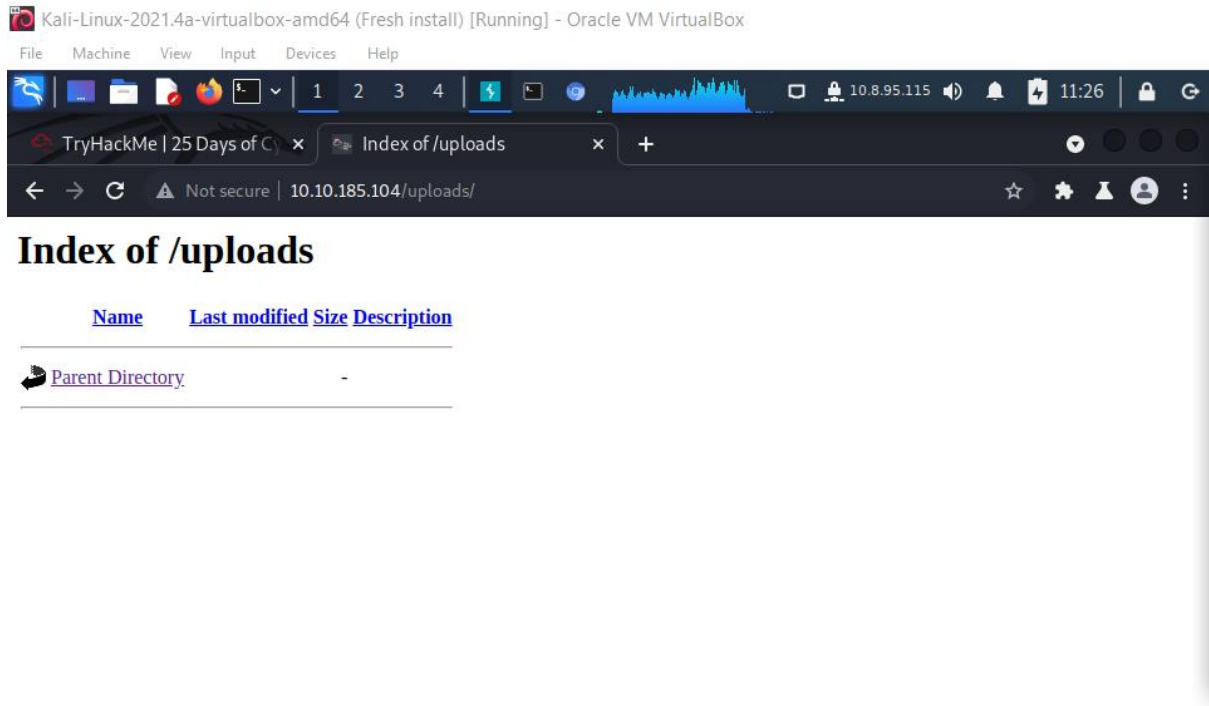 Kali-Linux-2021.4a-virtualbox-amd64 (Fresh install) [Running] - Oracle VM VirtualBox
File Machine View Input Devices Help
1 2 3 4 10.8.95.115 11:26
TryHackMe | 25 Days of Cy Index of /uploads
Not secure | 10.10.185.104/uploads/
Index of /uploads
Name Last modified Size Description
Parent Directory -